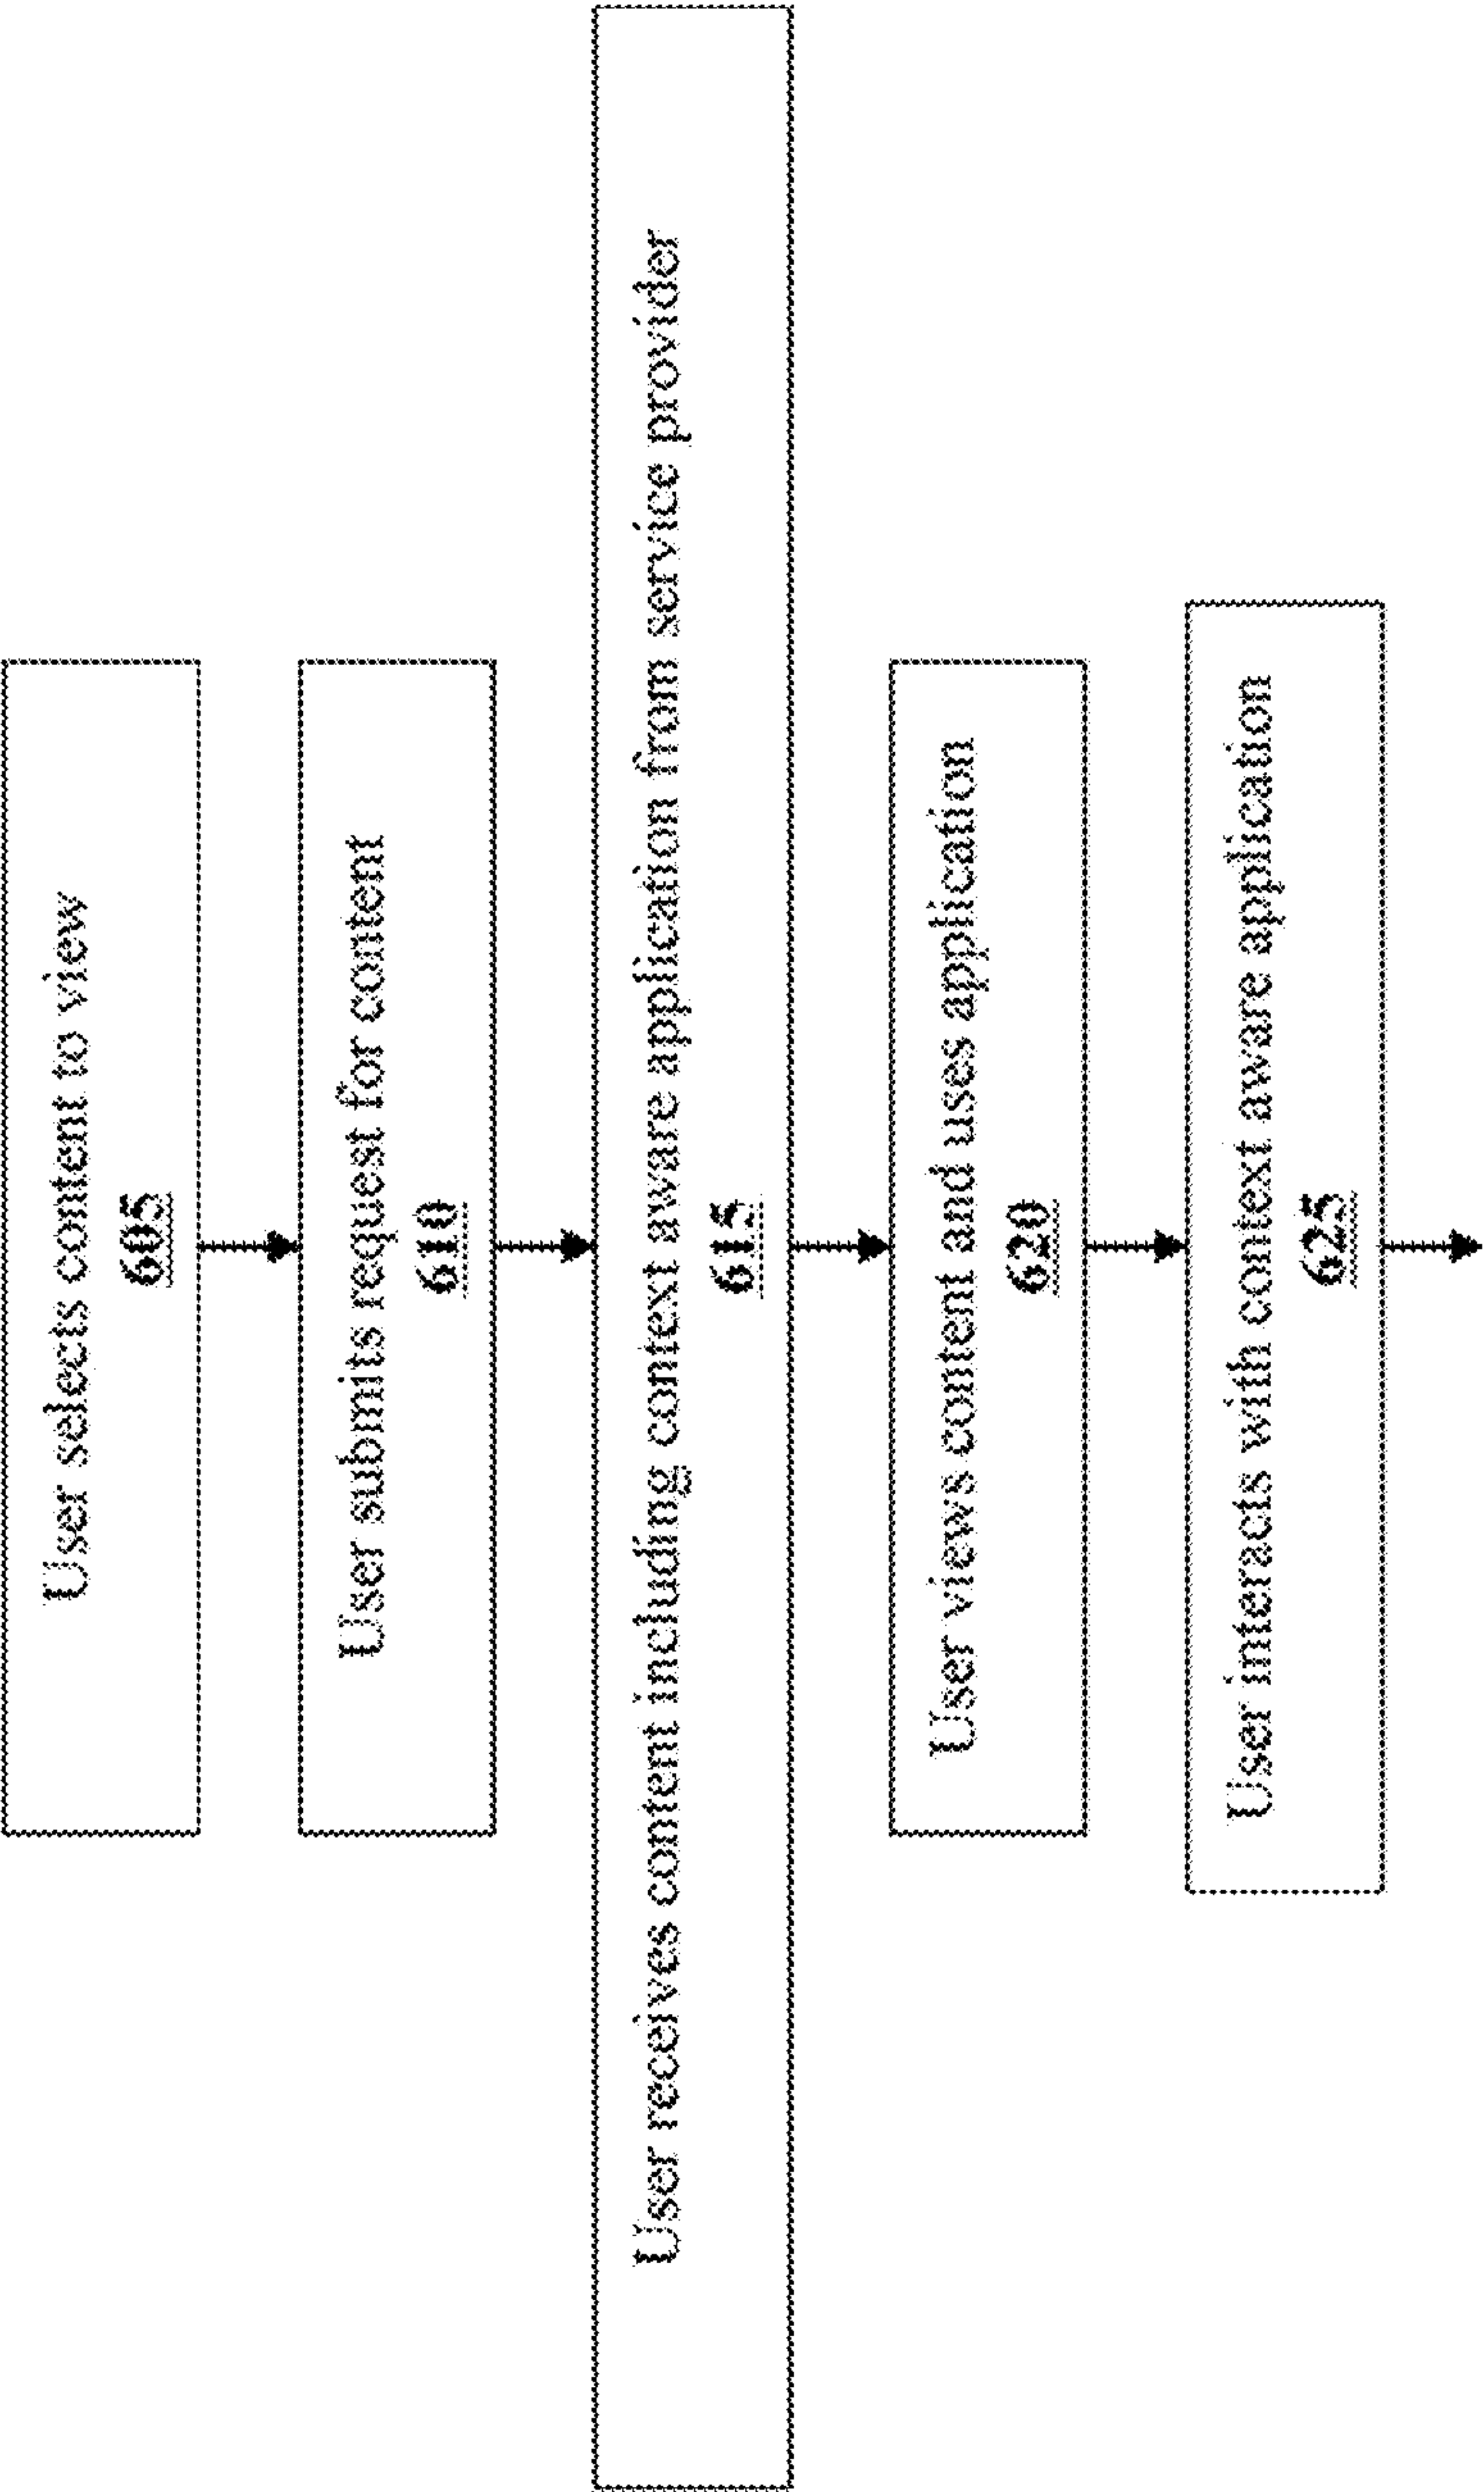 User selects content to view
605
User submits request for content
610
User receives content including context aware application from service provider
615
User views content and uses application
620
User interacts with context aware application
625